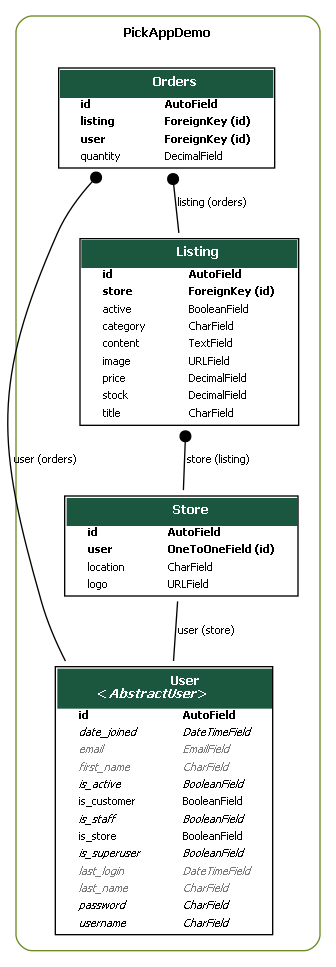 PickAppDemo
Orders
id AutoField
listing ForeignKey (id)
user ForeignKey (id)
quantity DecimalField
listing (orders)
Listing
id AutoField
store ForeignKey (id)
active BooleanField
category CharField
content TextField
image URLField
price DecimalField
stock DecimalField
title CharField
user (orders)
store (listing)
Store
id AutoField
user OneToOneField (id)
location CharField
logo URLField
user (store)
User
<AbstractUser>
id AutoField
date_joined DateTimeField
email EmailField
first_name CharField
is_active BooleanField
is_customer BooleanField
is_staff BooleanField
is_store BooleanField
is_superuser BooleanField
last_login DateTimeField
last_name CharField
password CharField
username CharField